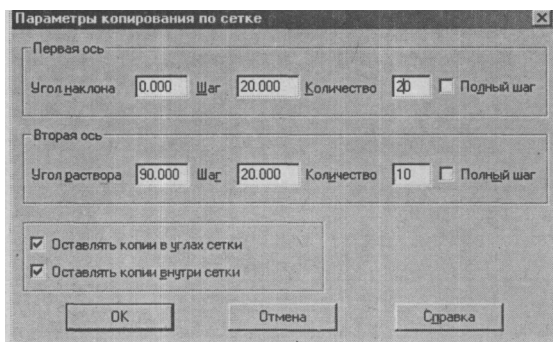 Параметры копирования по сетке
Первая ось
Угол наклона 0.000 Шаг 20.000 Количество 20 Полный шаг
Вторая ось
Угол раствора 90.000 Шаг 20.000 Количество 10 Полный шаг
Оставлять копии в углах сетки
Оставлять копии внутри сетки
OK Отмена Справка